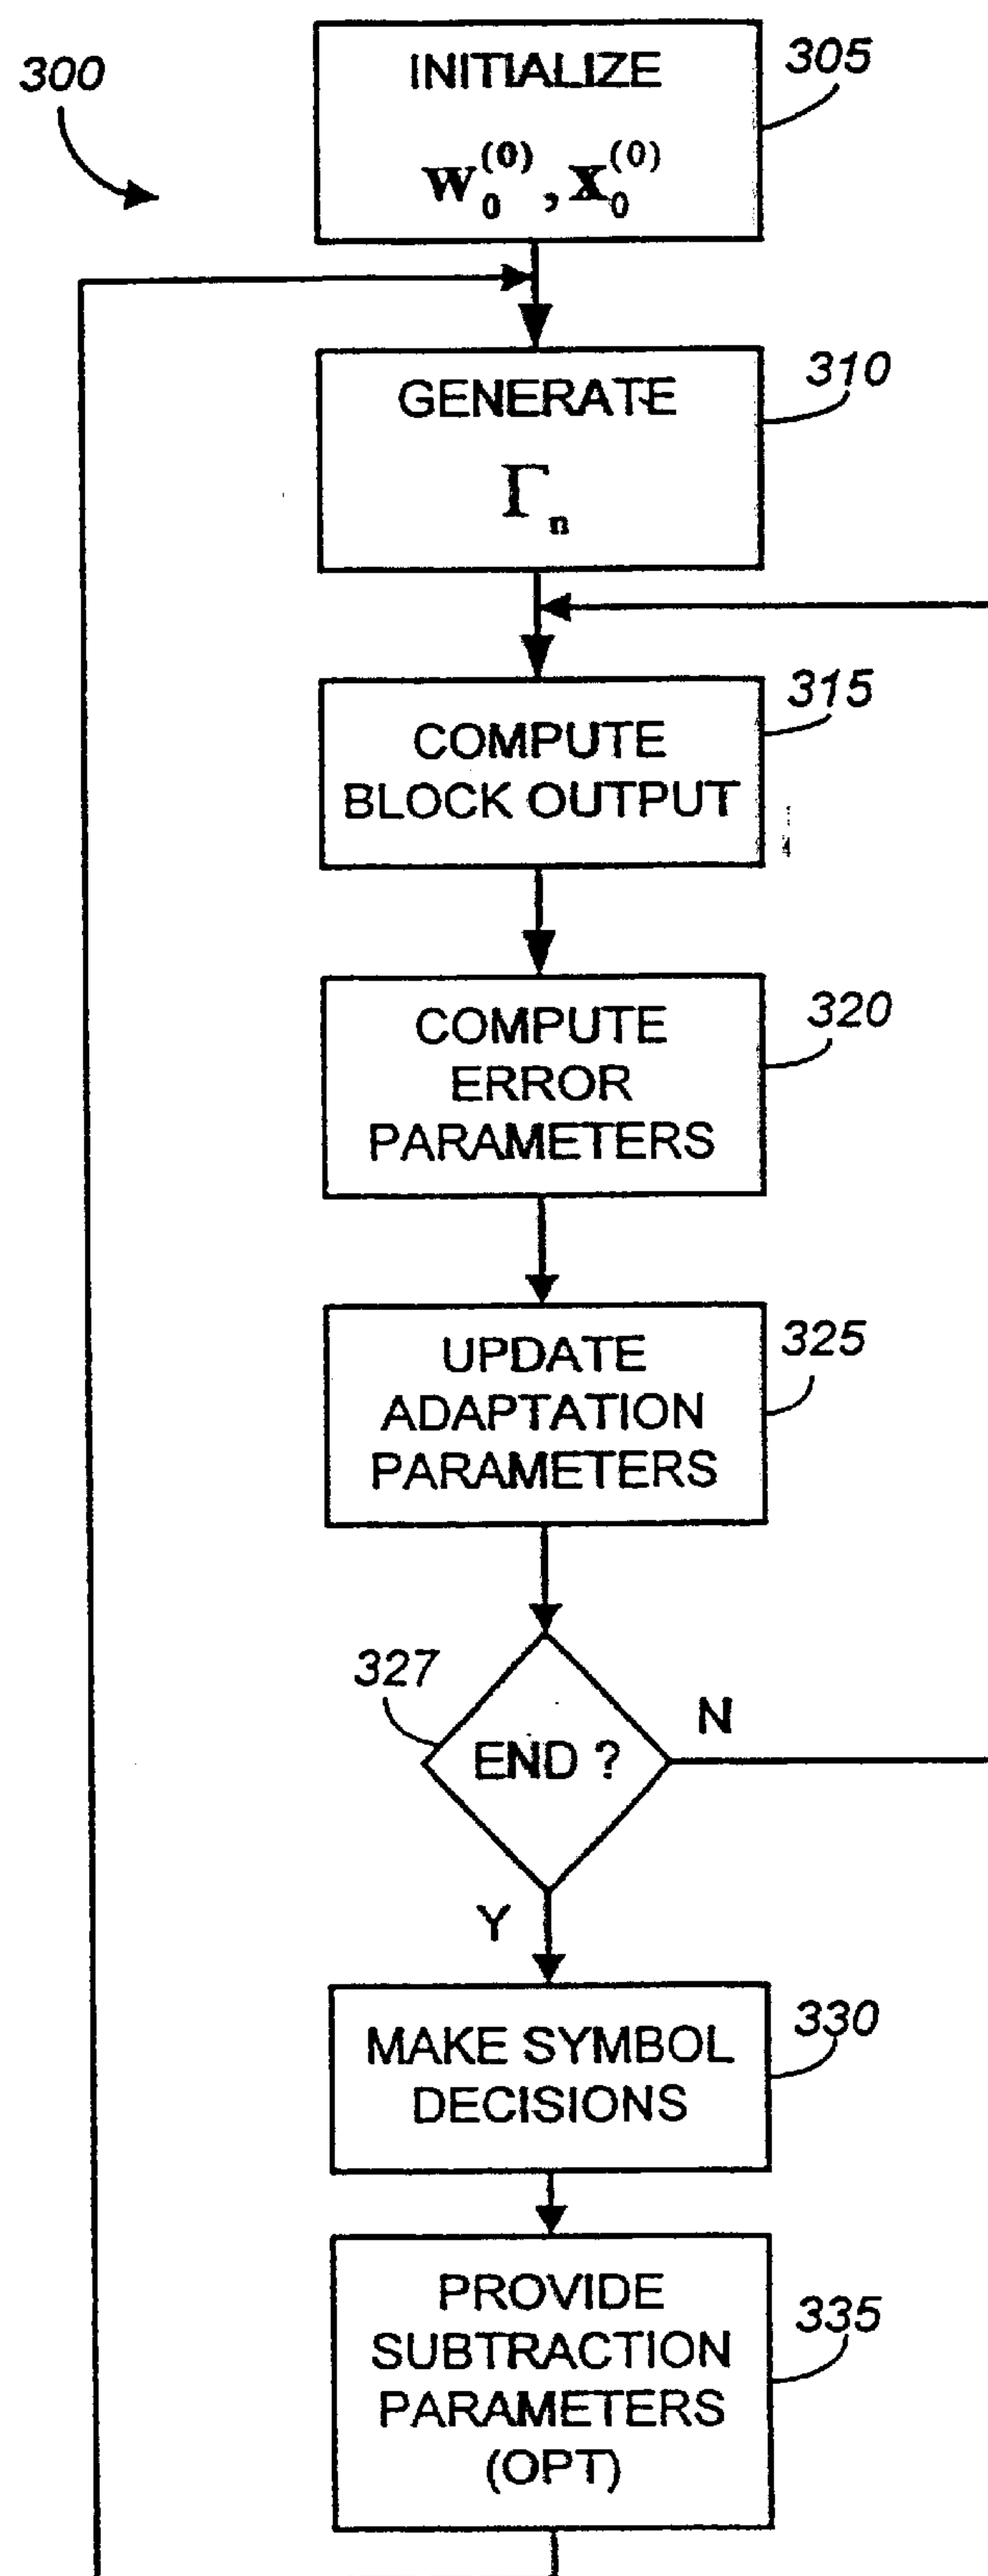 300
INITIALIZE
305
w₀⁽⁰⁾, x₀⁽⁰⁾
GENERATE
310
Γₙ
315
COMPUTE
BLOCK OUTPUT
320
COMPUTE
ERROR
PARAMETERS
325
UPDATE
ADAPTATION
PARAMETERS
327
END ?
N
Y
330
MAKE SYMBOL
DECISIONS
335
PROVIDE
SUBTRACTION
PARAMETERS
(OPT)